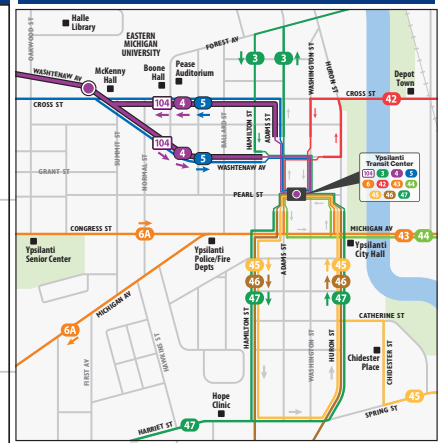 Halle
Library
OAKWOOD ST
EASTERN
MICHIGAN
UNIVERSITY
FOREST AV
3
3
WASHINGTON ST
HURON ST
WASHTENAW AV
McKenny
Hall
Boone
Hall
Pease
Auditorium
Depot
Town
CROSS ST
104
4
5
CROSS ST
42
BALLARD ST
HAMILTON ST
ADAMS ST
104
4
5
SUMMIT ST
NORMAL ST
GRANT ST
WASHTENAW AV
Ypsilanti
Transit Center
104
3
4
5
6
42
43
44
45
46
47
PEARL ST
CONGRESS ST
6A
MICHIGAN AV
43
44
Ypsilanti
Senior Center
Ypsilanti
Police/Fire
Depts
ADAMS ST
Ypsilanti
City Hall
45
46
47
45
46
47
6A
MICHIGAN AV
HAMILTON ST
WASHINGTON ST
HURON ST
CATHERINE ST
FIRST AV
HAWKINS ST
Chidester
Place
CHIDESTER ST
Hope
Clinic
45
SPRING ST
HARRIET ST
47